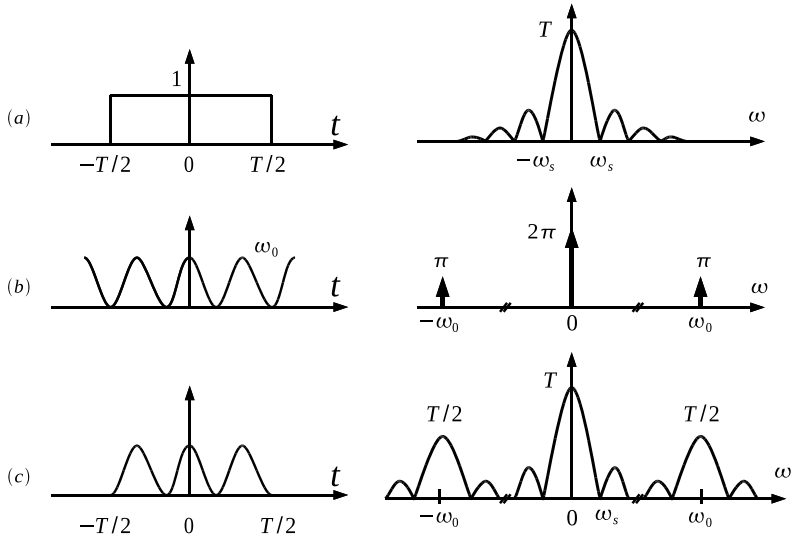 (a)
1
t
−T/2 0 T/2
T
ω
−ωₛ ωₛ
(b)
ω₀
t
2π
π π
ω
−ω₀ 0 ω₀
(c)
t
−T/2 0 T/2
T
T/2 T/2
ω
−ω₀ 0 ωₛ ω₀